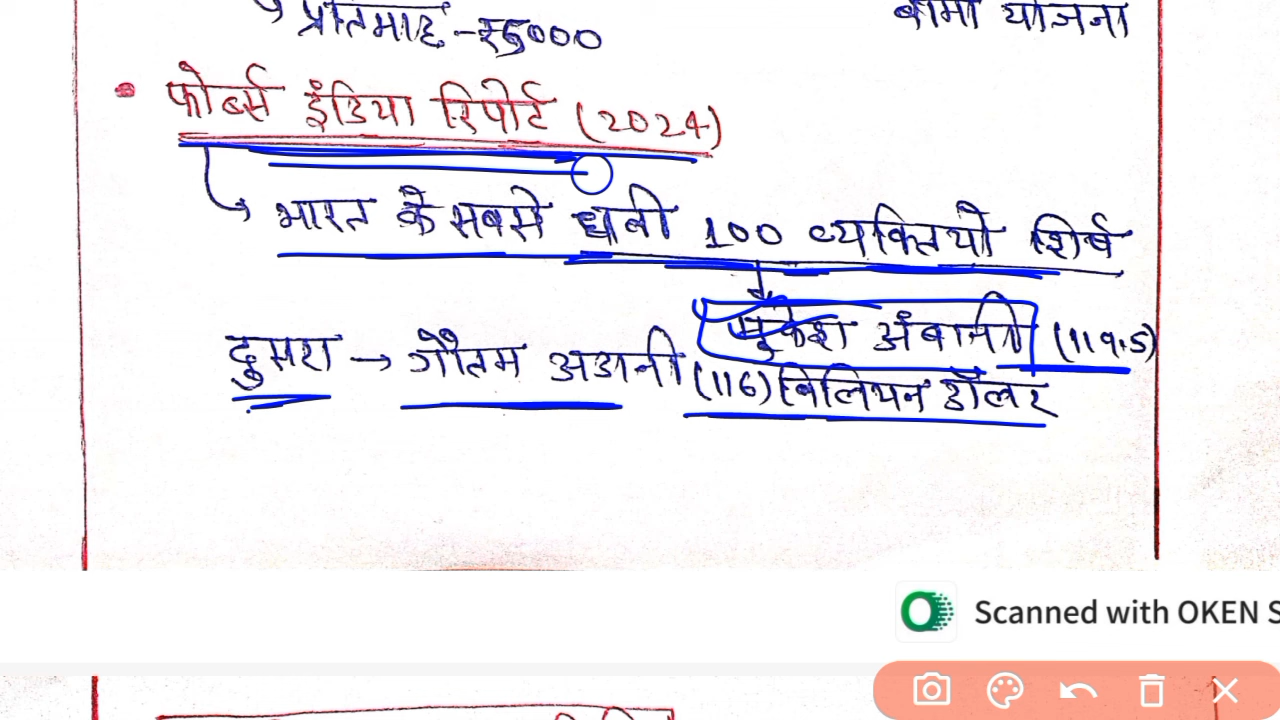 ↳ प्रतिमाह -₹5000
बीमा योजना
• फोर्ब्स इंडिया रिपोर्ट (2024)
↳ भारत के सबसे धनी 100 व्यक्तियो शिर्ष
मुकेश अंबानी (119.5)
दुसरा → गौतम अडानी (116) बिलियन डॉलर
Scanned with OKEN S